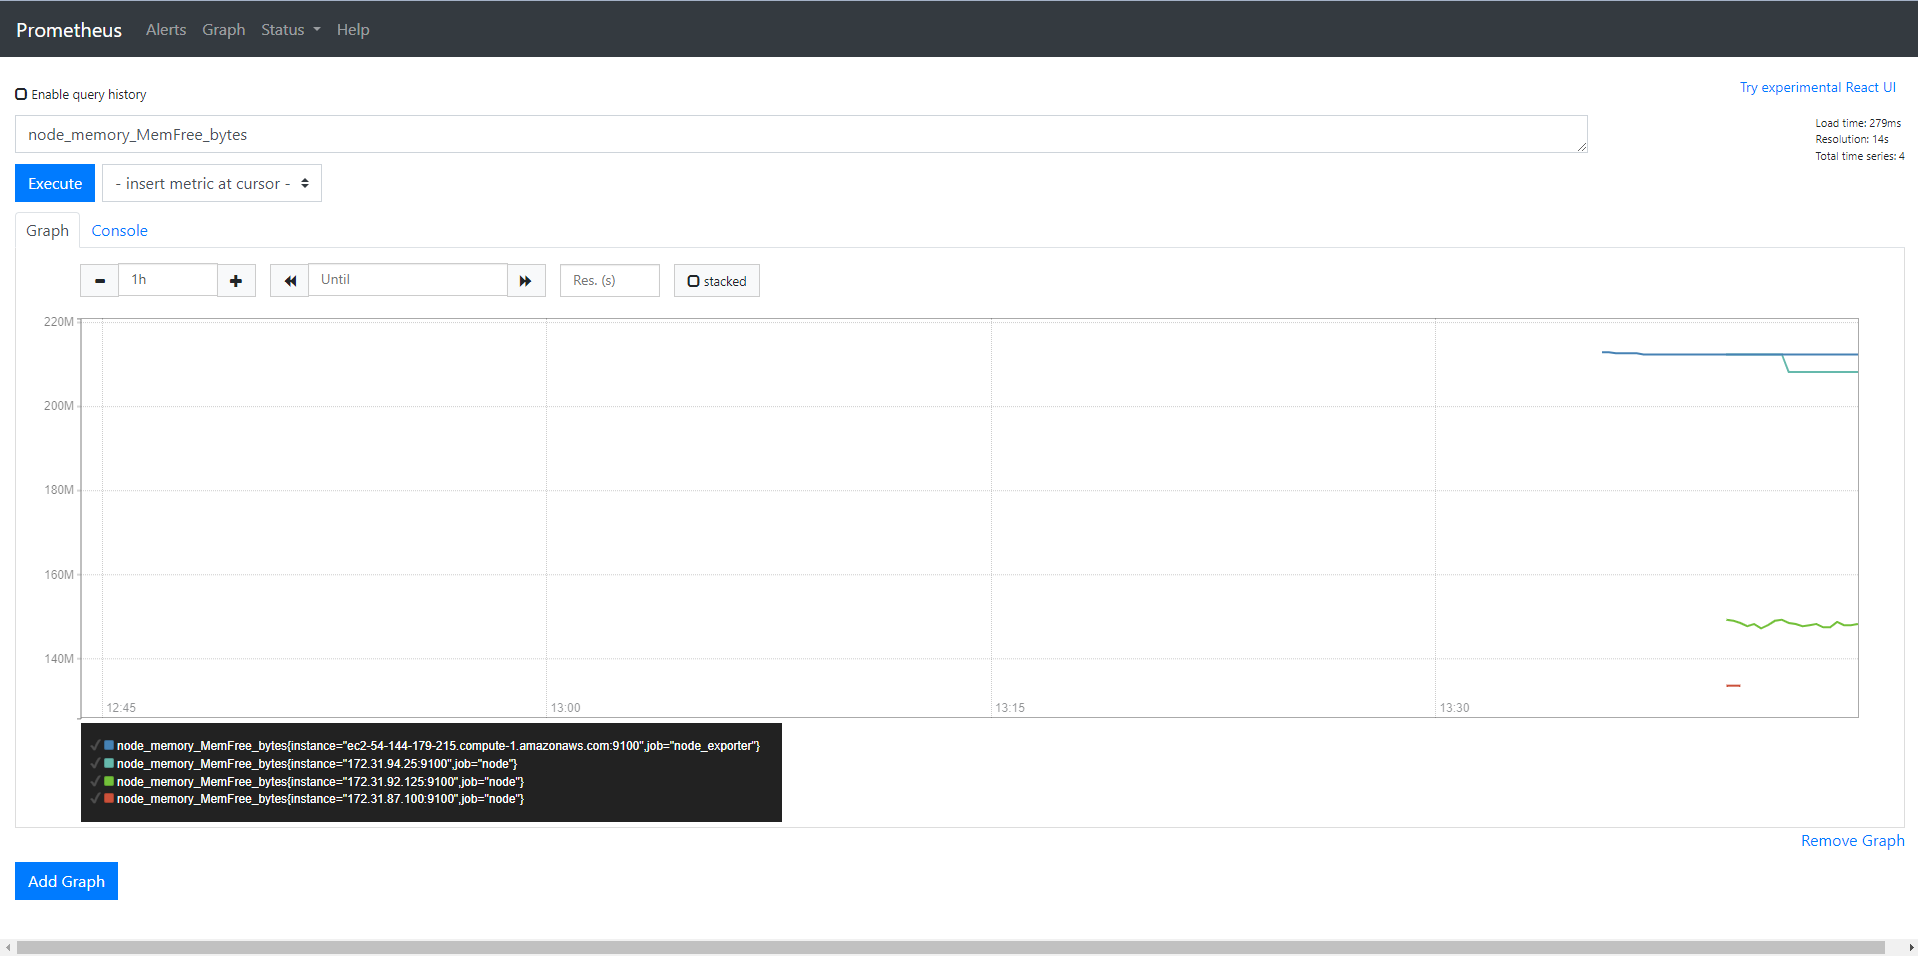 Prometheus Alerts Graph Status Help
Enable query history
Try experimental React UI
node_memory_MemFree_bytes
Load time: 279ms
Resolution: 14s
Total time series: 4
Execute - insert metric at cursor -
Graph Console
1h Until Res. (s) stacked
220M
200M
180M
160M
140M
12:45 13:00 13:15 13:30
node_memory_MemFree_bytes{instance="ec2-54-144-179-215.compute-1.amazonaws.com:9100",job="node_exporter"}
node_memory_MemFree_bytes{instance="172.31.94.25:9100",job="node"}
node_memory_MemFree_bytes{instance="172.31.92.125:9100",job="node"}
node_memory_MemFree_bytes{instance="172.31.87.100:9100",job="node"}
Remove Graph
Add Graph